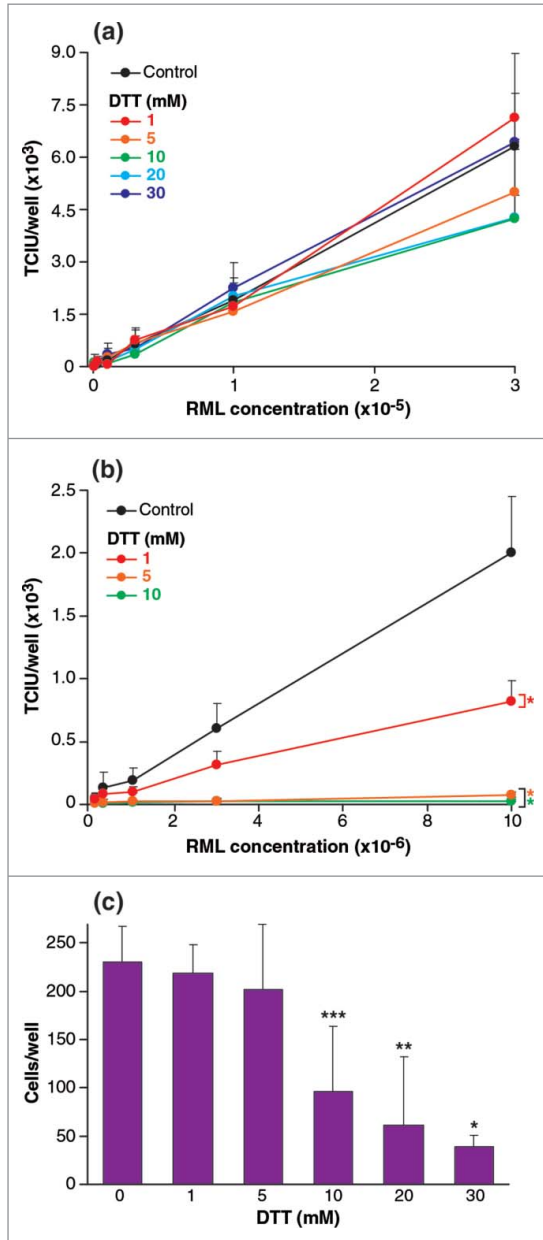 (a)
9.0
7.5
6.0
4.5
3.0
1.5
0
TCIU/well (x10³)
Control
DTT (mM)
1
5
10
20
30
0 1 2 3
RML concentration (x10⁻⁵)
(b)
2.5
2.0
1.5
1.0
0.5
0
TCIU/well (x10³)
Control
DTT (mM)
1
5
10
*
*
*
0 2 4 6 8 10
RML concentration (x10⁻⁶)
(c)
250
200
150
100
50
0
Cells/well
***
**
*
0 1 5 10 20 30
DTT (mM)